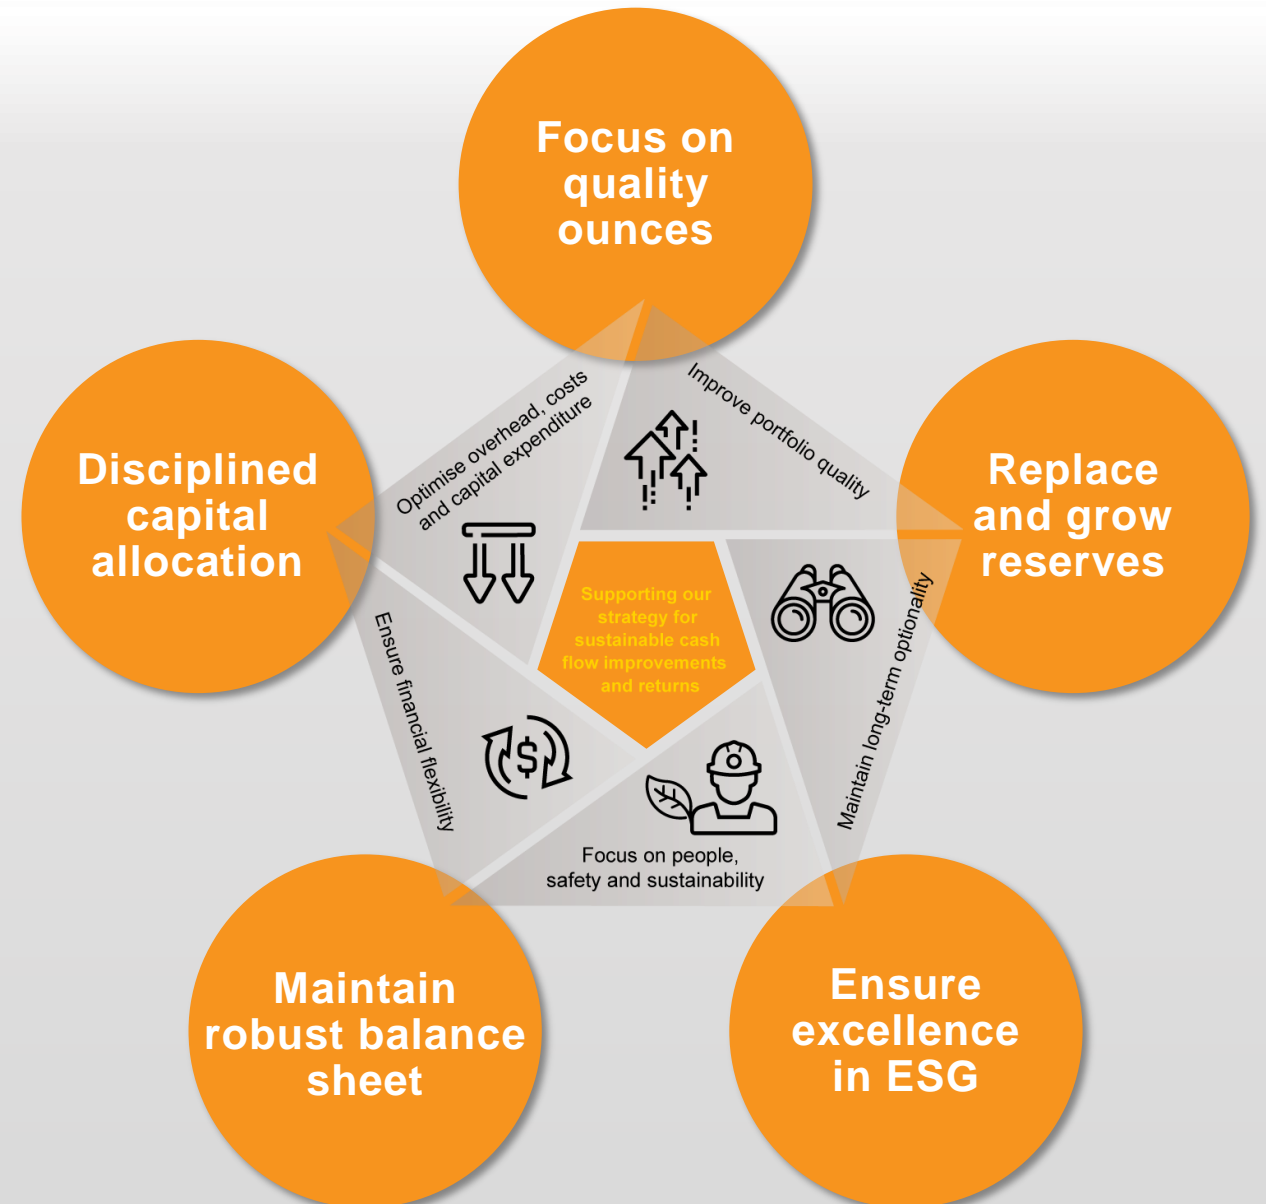 Focus on
quality
ounces
Disciplined
capital
allocation
Optimise overhead, costs
and capital expenditure
Improve portfolio quality
Replace
and grow
reserves
Supporting our
strategy for
sustainable cash
flow improvements
and returns
Ensure financial flexibility
Maintain long-term optionality
Focus on people,
safety and sustainability
Maintain
robust balance
sheet
Ensure
excellence
in ESG